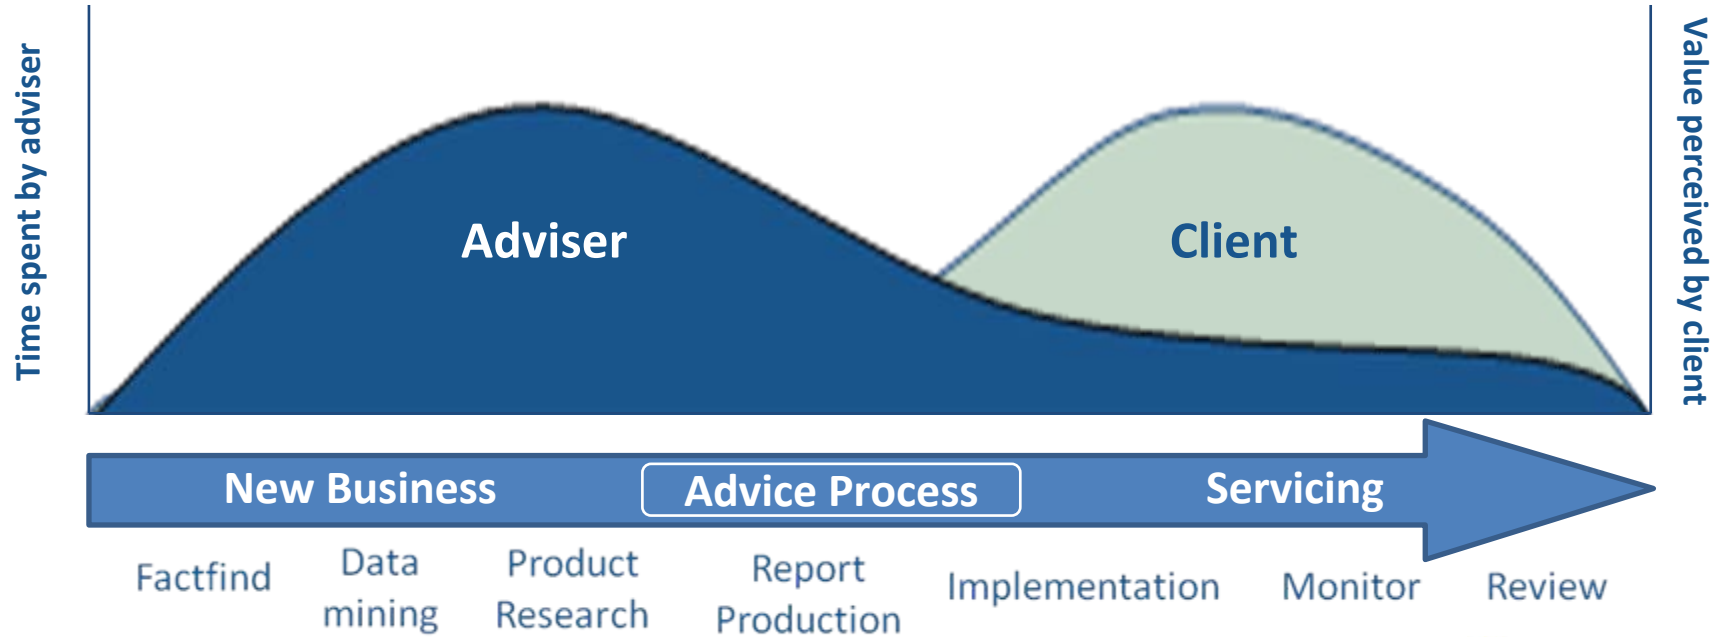 Time spent by adviser
Value perceived by client
Adviser
Client
New Business
Advice Process
Servicing
Factfind
Data
mining
Product
Research
Report
Production
Implementation
Monitor
Review